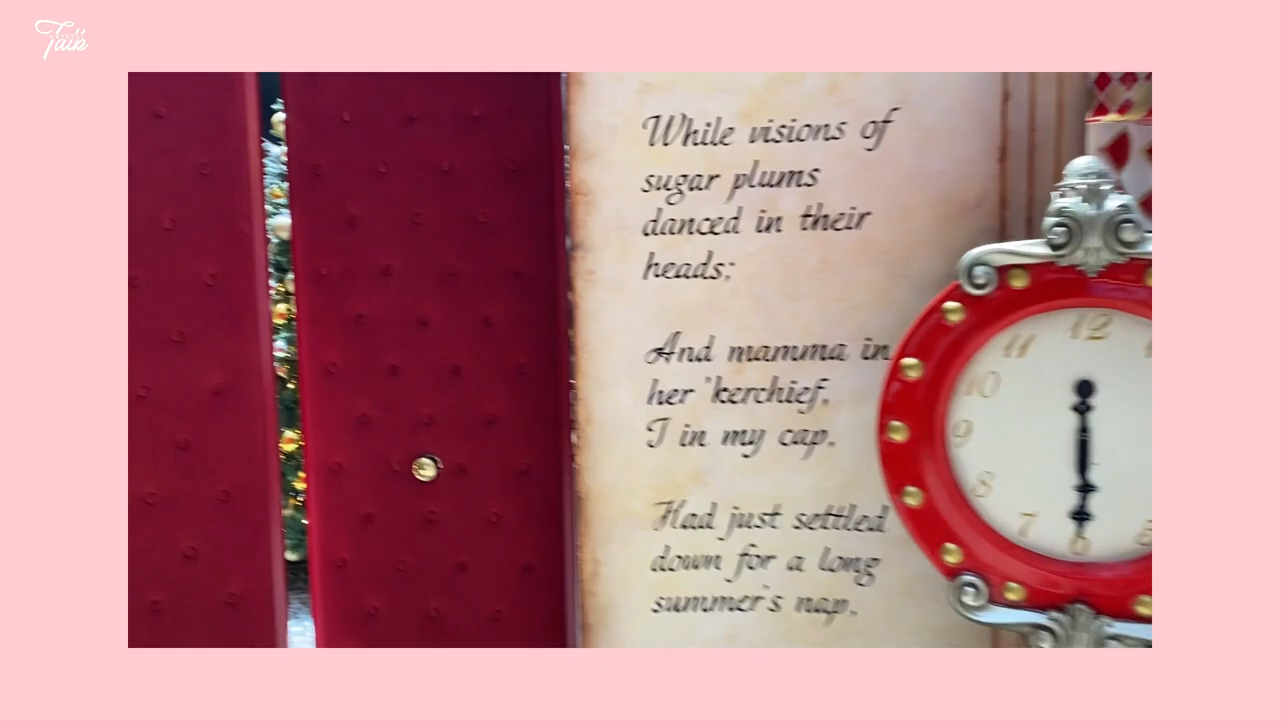 Talk
While visions of
sugar plums
danced in their
heads;
And mamma in
her 'kerchief,
I in my cap,
Had just settled
down for a long
summer's nap.
12
11
10
9
8
7
6